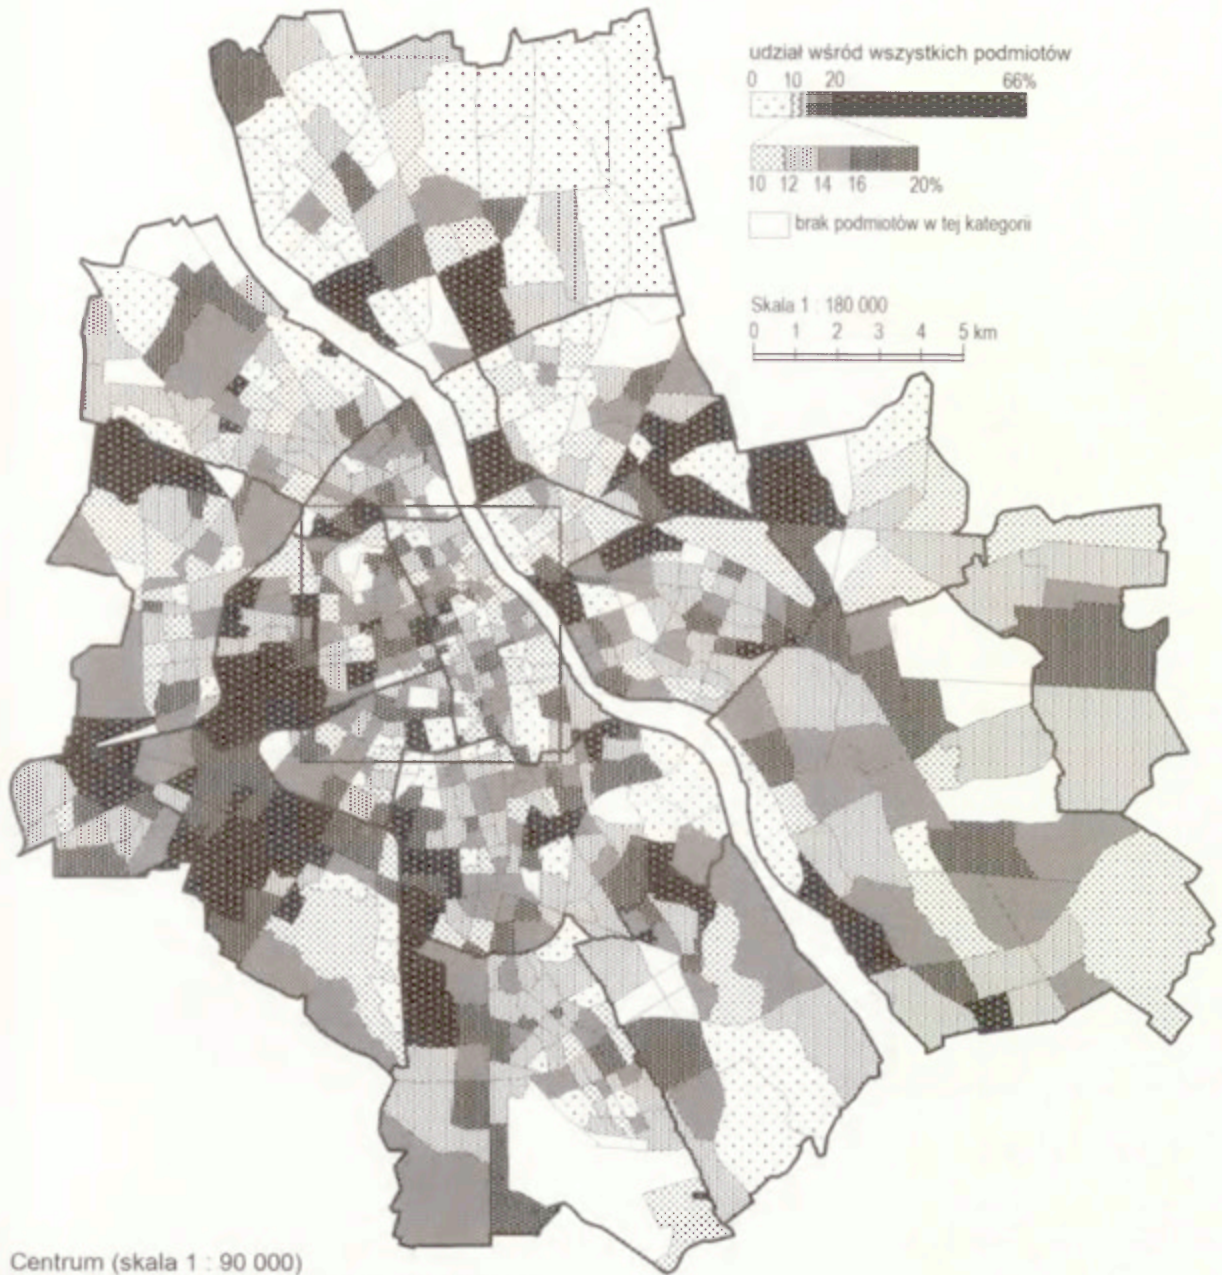 udział wśród wszystkich podmiotów
0 10 20 66%
10 12 14 16 20%
brak podmiotów w tej kategorii
Skala 1 : 180 000
0 1 2 3 4 5 km
Centrum (skala 1 : 90 000)